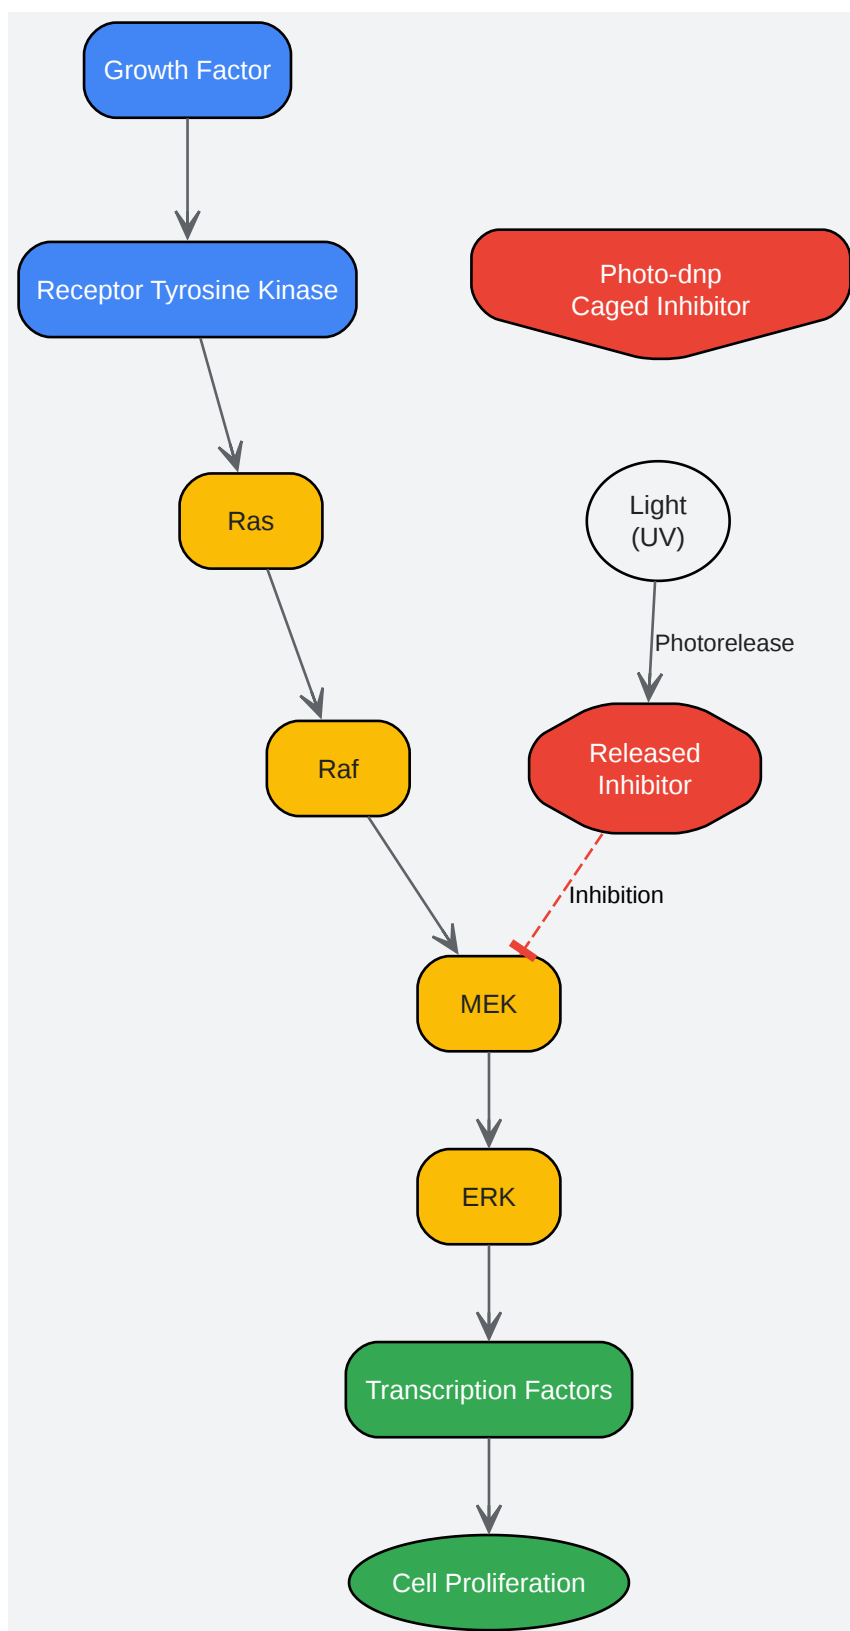 Growth Factor
Receptor Tyrosine Kinase
Photo-dnp
Caged Inhibitor
Ras
Light
(UV)
Photorelease
Raf
Released
Inhibitor
Inhibition
MEK
ERK
Transcription Factors
Cell Proliferation